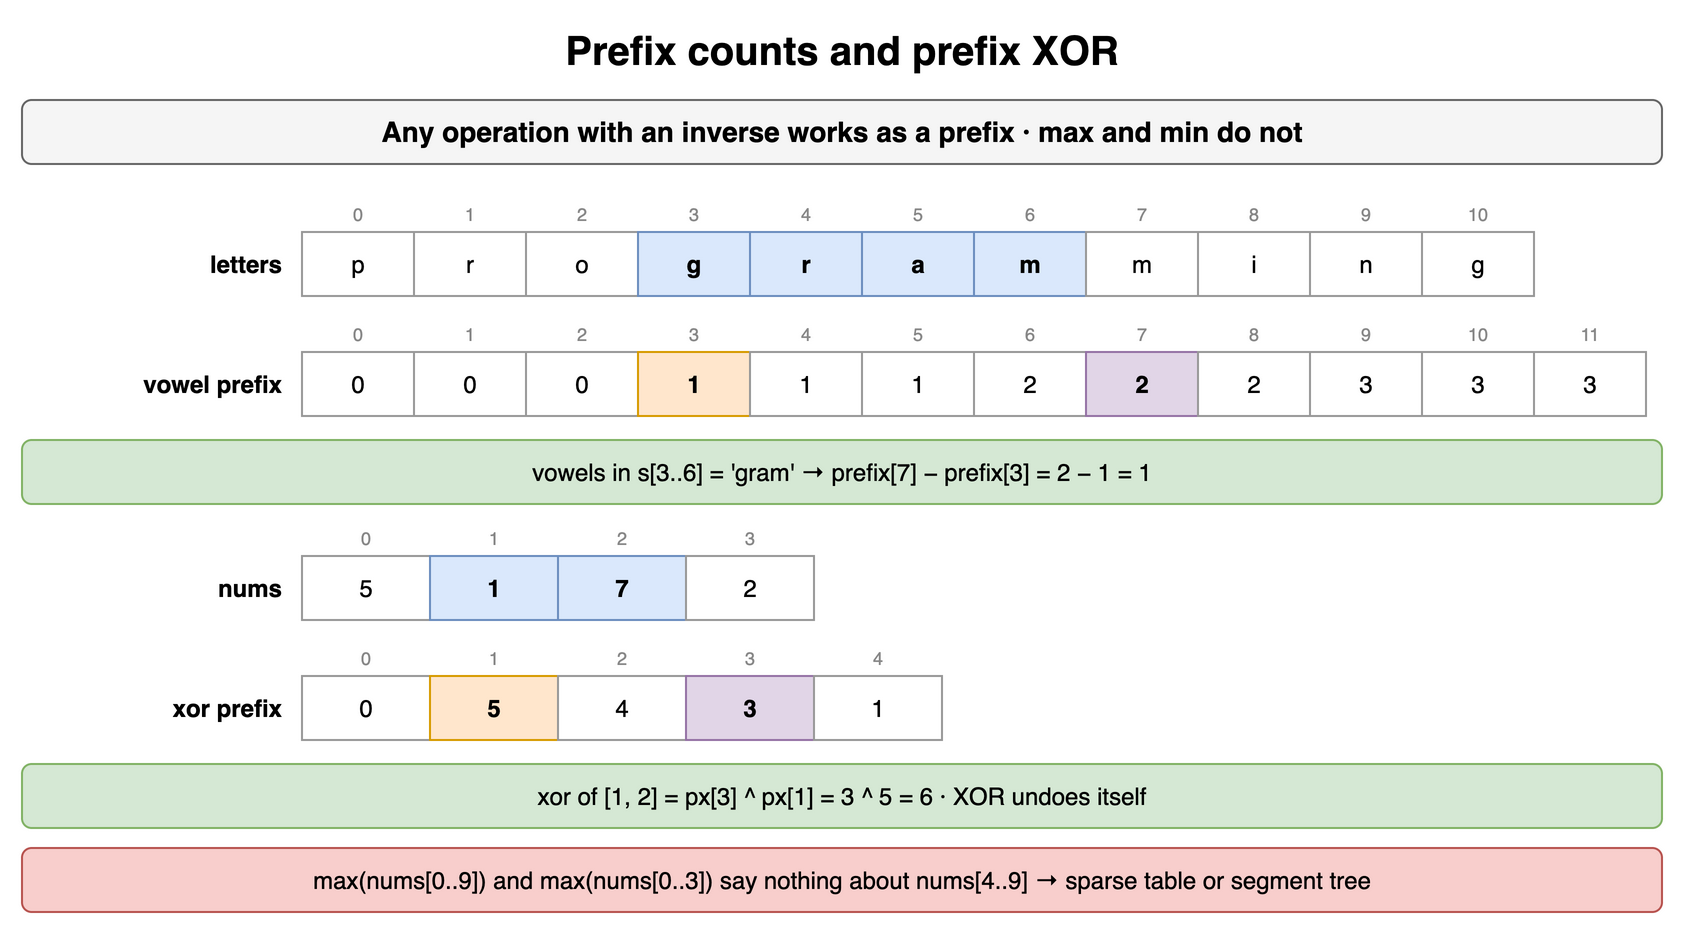 Prefix counts and prefix XOR
Any operation with an inverse works as a prefix · max and min do not
0 1 2 3 4 5 6 7 8 9 10
letters p r o g r a m m i n g
0 1 2 3 4 5 6 7 8 9 10 11
vowel prefix 0 0 0 1 1 1 2 2 2 3 3 3
vowels in s[3..6] = 'gram' → prefix[7] − prefix[3] = 2 − 1 = 1
0 1 2 3
nums 5 1 7 2
0 1 2 3 4
xor prefix 0 5 4 3 1
xor of [1, 2] = px[3] ^ px[1] = 3 ^ 5 = 6 · XOR undoes itself
max(nums[0..9]) and max(nums[0..3]) say nothing about nums[4..9] → sparse table or segment tree